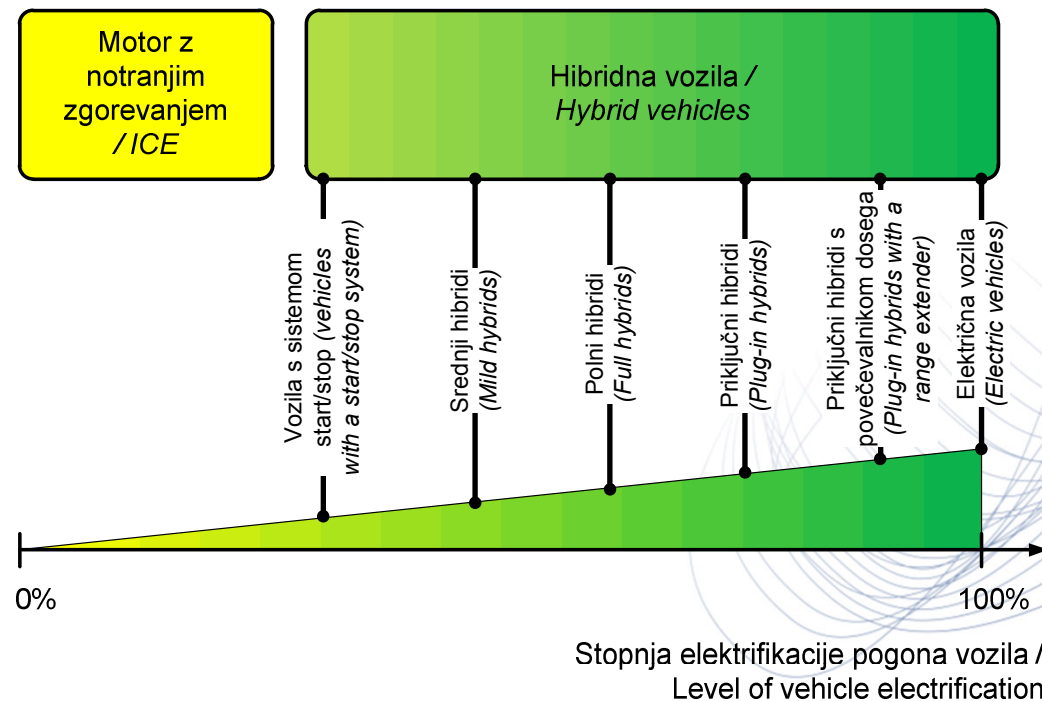 Motor z
notranjim
zgorevanjem
/ ICE
Hibridna vozila /
Hybrid vehicles
Vozila s sistemom
start/stop (vehicles
with a start/stop system)
Srednji hibridi
(Mild hybrids)
Polni hibridi
(Full hybrids)
Priključni hibridi
(Plug-in hybrids)
Priključni hibridi s
povečevalnikom dosega
(Plug-in hybrids with a
range extender)
Električna vozila
(Electric vehicles)
0%
100%
Stopnja elektrifikacije pogona vozila /
Level of vehicle electrification